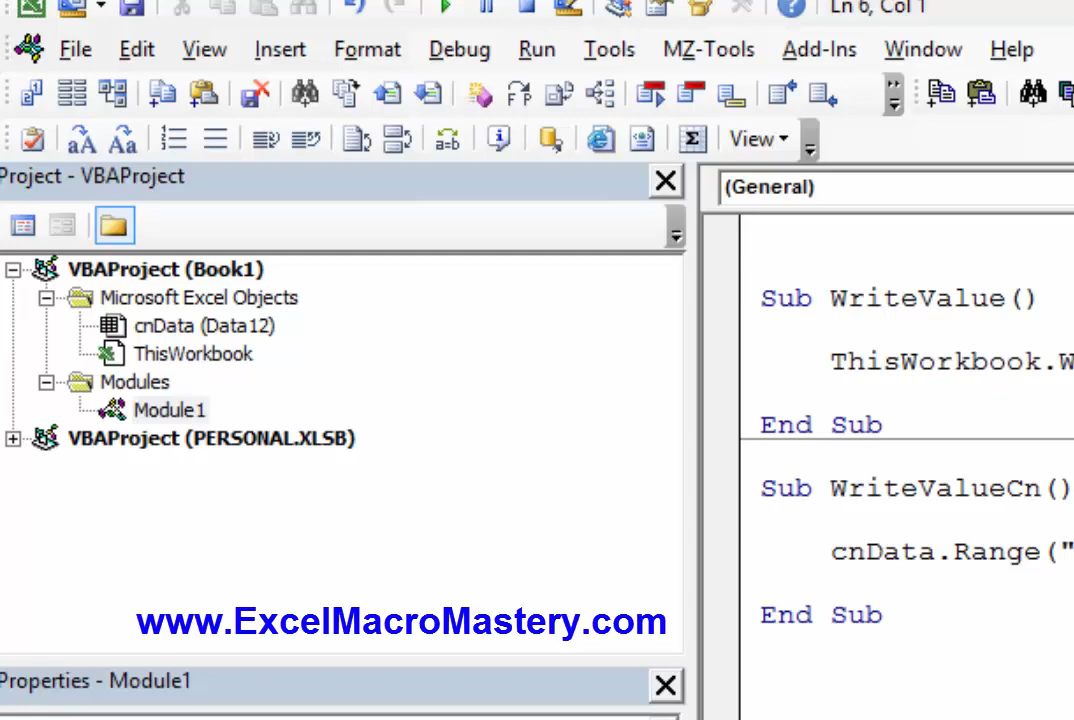 Ln 6, Col 1
File Edit View Insert Format Debug Run Tools MZ-Tools Add-Ins Window Help
View
Project - VBAProject
(General)
VBAProject (Book1)
Microsoft Excel Objects
cnData (Data12)
ThisWorkbook
Modules
Module1
VBAProject (PERSONAL.XLSB)
Sub WriteValue()
ThisWorkbook.W
End Sub
Sub WriteValueCn()
cnData.Range("
End Sub
www.ExcelMacroMastery.com
Properties - Module1